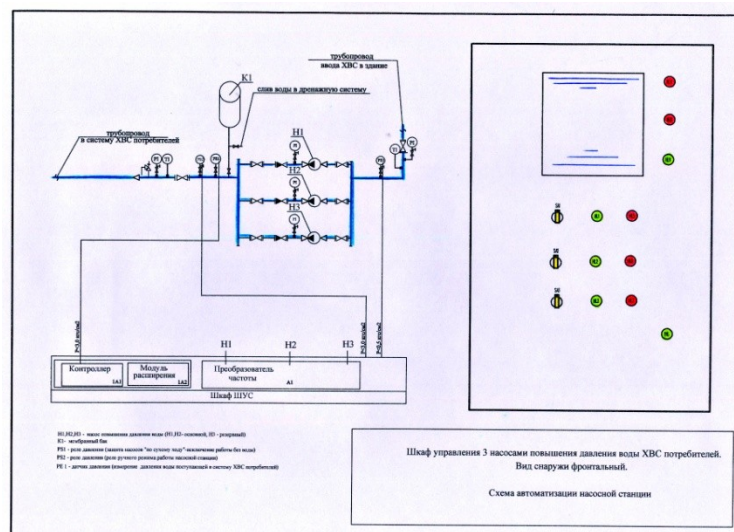 К1
трубопровод
ввода ХВС в здание
слив воды в дренажную систему
трубопровод
в систему ХВС потребителей
Н1
Н2
Н3
Н1
Н2
Н3
Контроллер
Модуль
расширения
Преобразователь
частоты
А1
Шкаф ШУС
Н1,Н2,Н3 - насос повышения давления воды (Н1,Н2-основной, Н3 - резервный)
К1- мембранный бак
PS1 - реле давления (защита насосов "по сухому ходу"-исключение работы без воды)
PS2 - реле давления (реле ручного режима работы насосной станции)
PE 1 - датчик давления (измерение давления воды поступающей в систему ХВС потребителей)
Шкаф управления 3 насосами повышения давления воды ХВС потребителей.
Вид снаружи фронтальный.
Схема автоматизации насосной станции